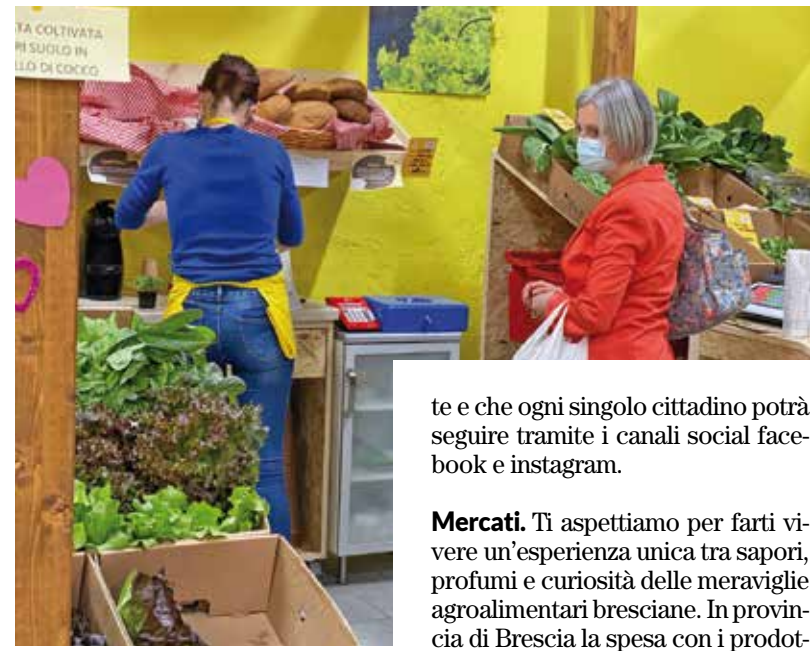 TA COLTIVATA
RI SUOLO IN
LLO DI COCCO
te e che ogni singolo cittadino potrà
seguire tramite i canali social face-
book e instagram.
Mercati. Ti aspettiamo per farti vi-
vere un’esperienza unica tra sapori,
profumi e curiosità delle meraviglie
agroalimentari bresciane. In provin-
cia di Brescia la spesa con i prodot-